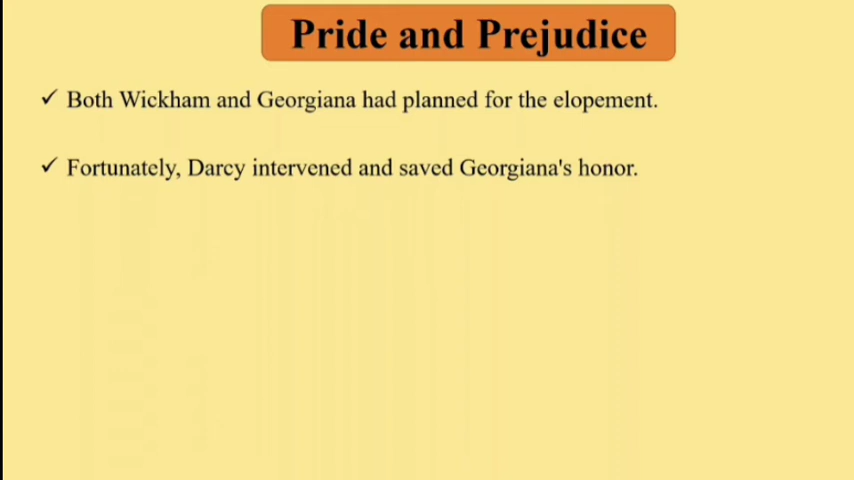 Pride and Prejudice
✓ Both Wickham and Georgiana had planned for the elopement.
✓ Fortunately, Darcy intervened and saved Georgiana's honor.